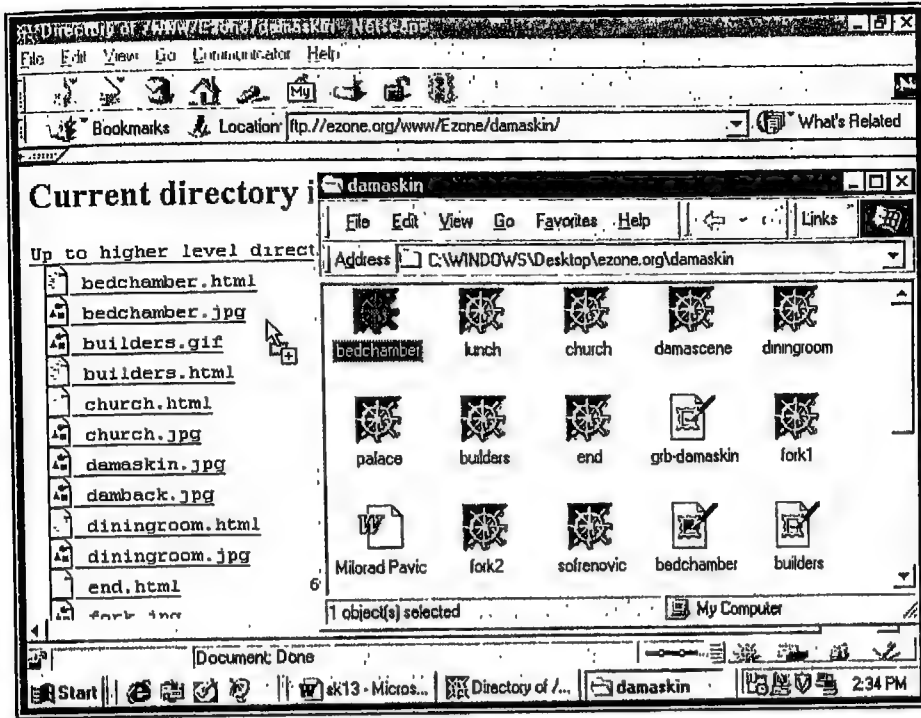 Directory of /www/Ezone/damaskin - Netscape
File Edit View Go Communicator Help
My
N
Bookmarks Location ftp://ezone.org/www/Ezone/damaskin/ What's Related
Current directory i
Up to higher level direct
bedchamber.html
bedchamber.jpg
builders.gif
builders.html
church.html
church.jpg
damaskin.jpg
damback.jpg
diningroom.html
diningroom.jpg
end.html 6
fork.jpg
damaskin
File Edit View Go Favorites Help Links
Address C:\WINDOWS\Desktop\ezone.org\damaskin
bedchamber lunch church damascene diningroom
palace builders end grb-damaskin fork1
W
Milorad Pavic fork2 sofrenovic bedchamber builders
1 object(s) selected My Computer
Document: Done
Start sk13 - Micros... Directory of /... damaskin 2:34 PM